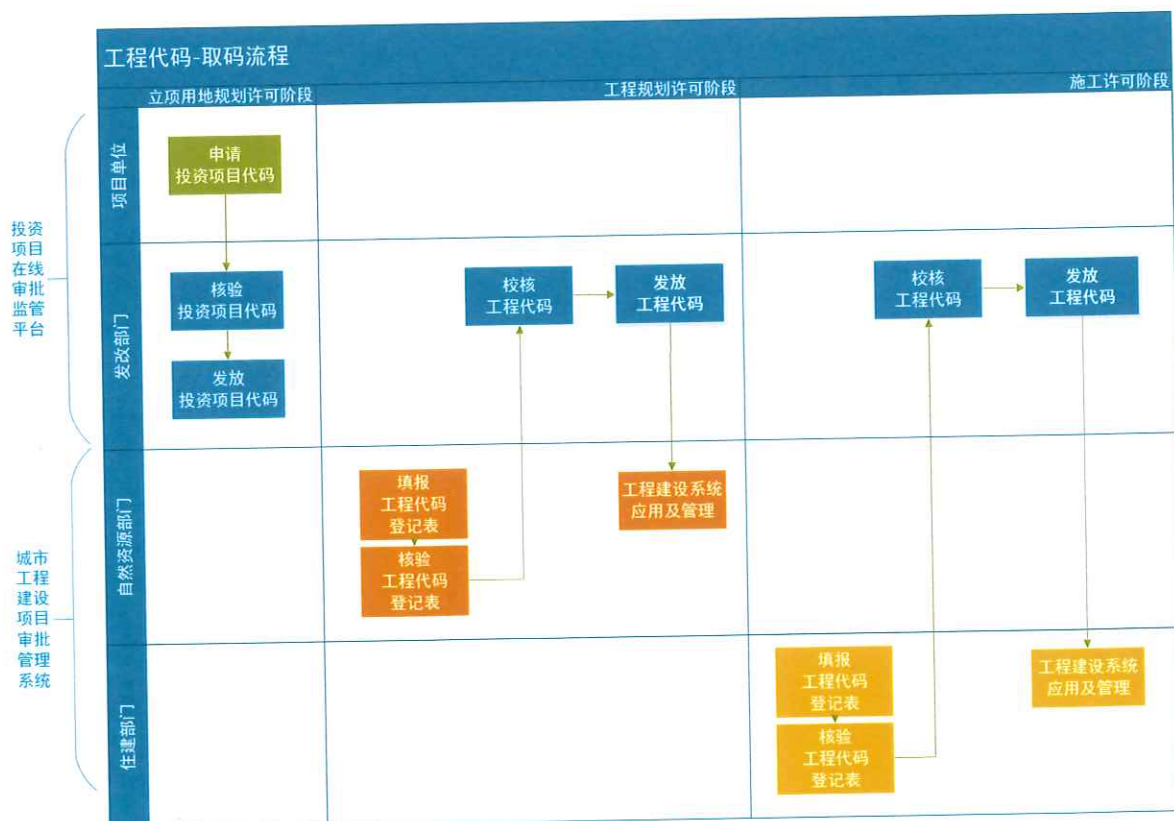 工程代码-取码流程
立项用地规划许可阶段
工程规划许可阶段
施工许可阶段
投资
项目
在线
审批
监管
平台
城市
工程
建设
项目
审批
管理
系统
项目单位
发改部门
自然资源部门
住建部门
申请
投资项目代码
核验
投资项目代码
发放
投资项目代码
校核
工程代码
发放
工程代码
填报
工程代码
登记表
核验
工程代码
登记表
工程建设系统
应用及管理
校核
工程代码
发放
工程代码
填报
工程代码
登记表
核验
工程代码
登记表
工程建设系统
应用及管理